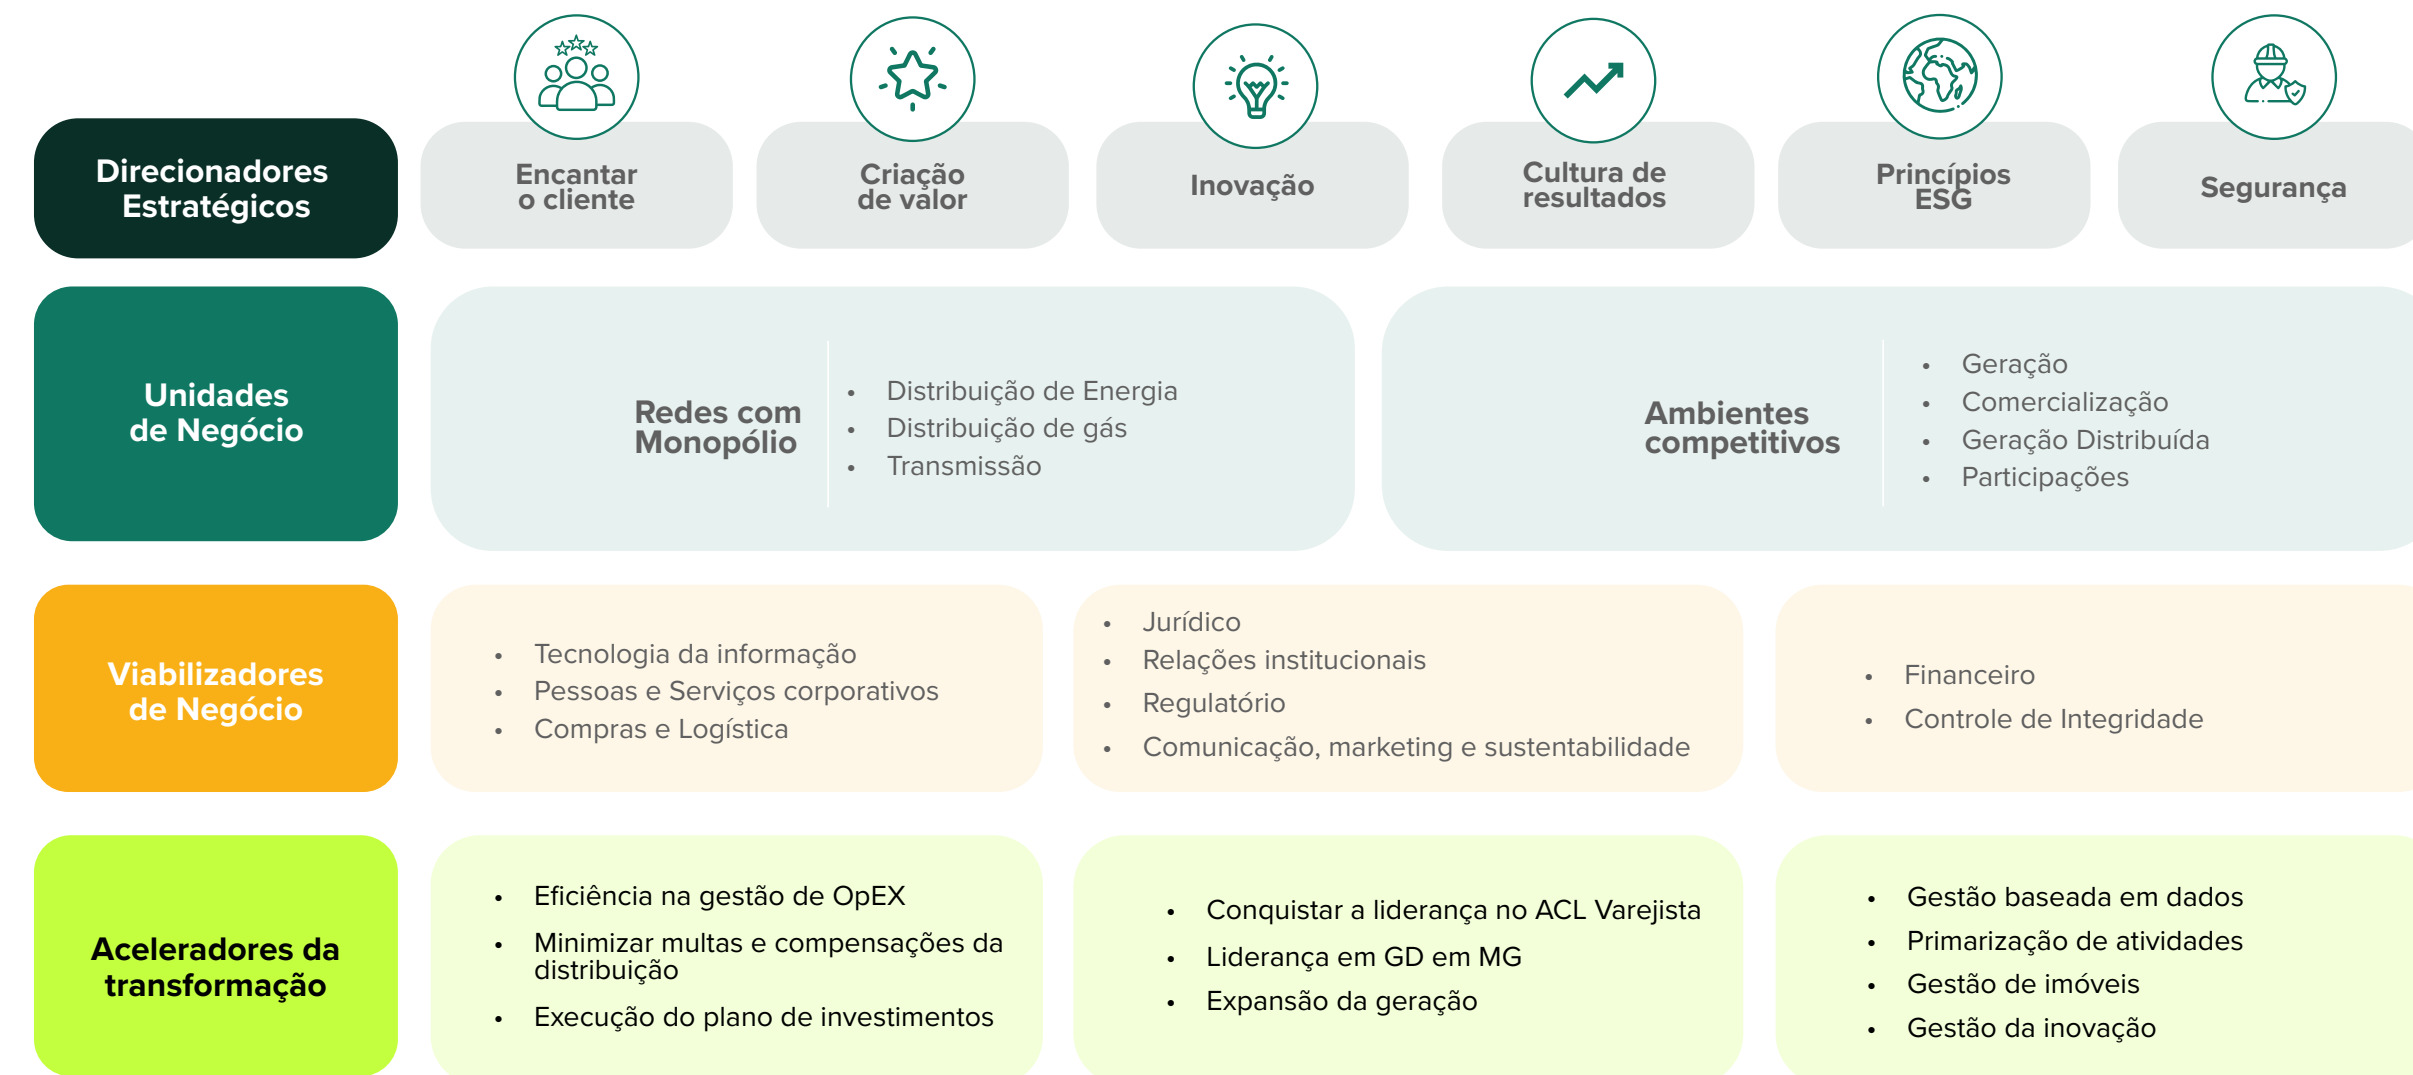 Direcionadores
Estratégicos
Encantar
o cliente
Criação
de valor
Inovação
Cultura de
resultados
Princípios
ESG
Segurança
Unidades
de Negócio
Redes com
Monopólio
• Distribuição de Energia
• Distribuição de gás
• Transmissão
Ambientes
competitivos
• Geração
• Comercialização
• Geração Distribuída
• Participações
Viabilizadores
de Negócio
• Tecnologia da informação
• Pessoas e Serviços corporativos
• Compras e Logística
• Jurídico
• Relações institucionais
• Regulatório
• Comunicação, marketing e sustentabilidade
• Financeiro
• Controle de Integridade
Aceleradores da
transformação
• Eficiência na gestão de OpEX
• Minimizar multas e compensações da
distribuição
• Execução do plano de investimentos
• Conquistar a liderança no ACL Varejista
• Liderança em GD em MG
• Expansão da geração
• Gestão baseada em dados
• Primarização de atividades
• Gestão de imóveis
• Gestão da inovação